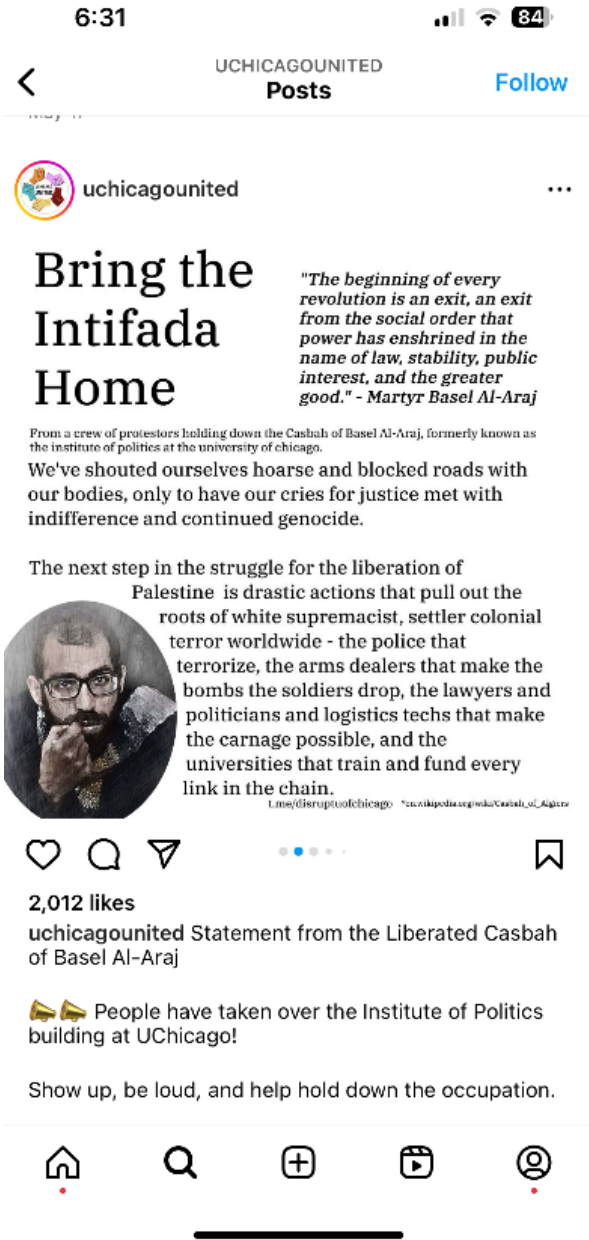 6:31
84
UCHICAGOUNITED
Posts
Follow
uchicagounited
Bring the
Intifada
Home
"The beginning of every
revolution is an exit, an exit
from the social order that
power has enshrined in the
name of law, stability, public
interest, and the greater
good." - Martyr Basel Al-Araj
From a crew of protestors holding down the Casbah of Basel Al-Araj, formerly known as
the institute of politics at the university of chicago.
We've shouted ourselves hoarse and blocked roads with
our bodies, only to have our cries for justice met with
indifference and continued genocide.
The next step in the struggle for the liberation of
Palestine is drastic actions that pull out the
roots of white supremacist, settler colonial
terror worldwide - the police that
terrorize, the arms dealers that make the
bombs the soldiers drop, the lawyers and
politicians and logistics techs that make
the carnage possible, and the
universities that train and fund every
link in the chain.
t.me/disruptuofchicago *en.wikipedia.org/wiki/Casbah_of_Algiers
2,012 likes
uchicagounited Statement from the Liberated Casbah
of Basel Al-Araj
People have taken over the Institute of Politics
building at UChicago!
Show up, be loud, and help hold down the occupation.